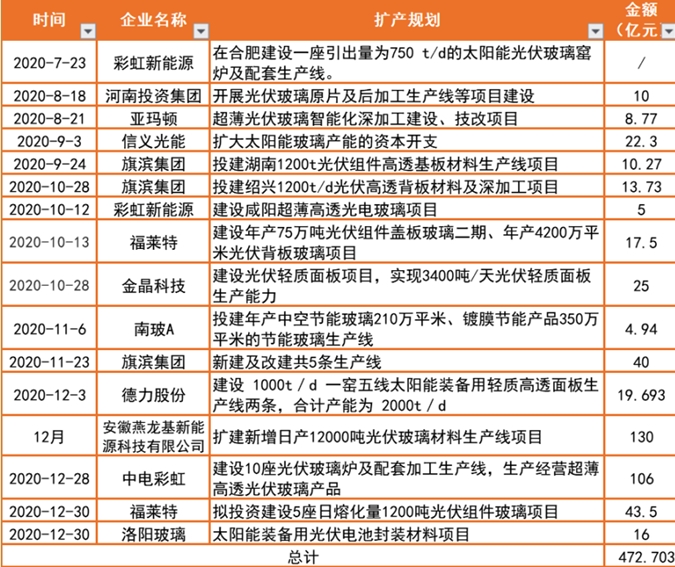 时间 企业名称 扩产规划 金额
（亿元）
2020-7-23 彩虹新能源 在合肥建设一座引出量为750 t/d的太阳能光伏玻璃窑
炉及配套生产线。 /
2020-8-18 河南投资集团 开展光伏玻璃原片及后加工生产线等项目建设 10
2020-8-21 亚玛顿 超薄光伏玻璃智能化深加工建设、技改项目 8.77
2020-9-3 信义光能 扩大太阳能玻璃产能的资本开支 22.3
2020-9-24 旗滨集团 投建湖南1200t光伏组件高透基板材料生产线项目 10.27
2020-10-28 旗滨集团 投建绍兴1200t/d光伏高透背板材料及深加工项目 13.73
2020-10-12 彩虹新能源 建设咸阳超薄高透光电玻璃项目 5
2020-10-13 福莱特 建设年产75万吨光伏组件盖板玻璃二期、年产4200万平
米光伏背板玻璃项目 17.5
2020-10-28 金晶科技 建设光伏轻质面板项目，实现3400吨/天光伏轻质面板
生产能力 25
2020-11-6 南玻A 投建年产中空节能玻璃210万平米、镀膜节能产品350万
平米的节能玻璃生产线 4.94
2020-11-23 旗滨集团 新建及改建共5条生产线 40
2020-12-3 德力股份 建设 1000t／d 一窑五线太阳能装备用轻质高透面板生
产线两条，合计产能为 2000t／d 19.693
12月 安徽燕龙基新能
源科技有限公司 扩建新增日产12000吨光伏玻璃材料生产线项目 130
2020-12-28 中电彩虹 建设10座光伏玻璃炉及配套加工生产线，生产经营超薄
高透光伏玻璃产品 106
2020-12-30 福莱特 拟投资建设5座日熔化量1200吨光伏组件玻璃项目 43.5
2020-12-30 洛阳玻璃 太阳能装备用光伏电池封装材料项目 16
总计 472.703